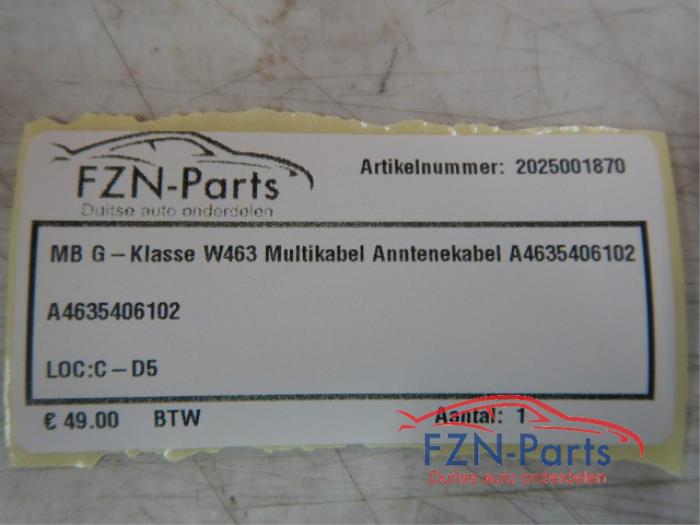 FZN-Parts
Duitse auto onderdelen
Artikelnummer: 2025001870
MB G-Klasse W463 Multikabel Anntenekabel A4635406102
A4635406102
LOC:C-D5
€ 49.00 BTW
Aantal: 1
FZN-Parts
Duitse auto onderdelen